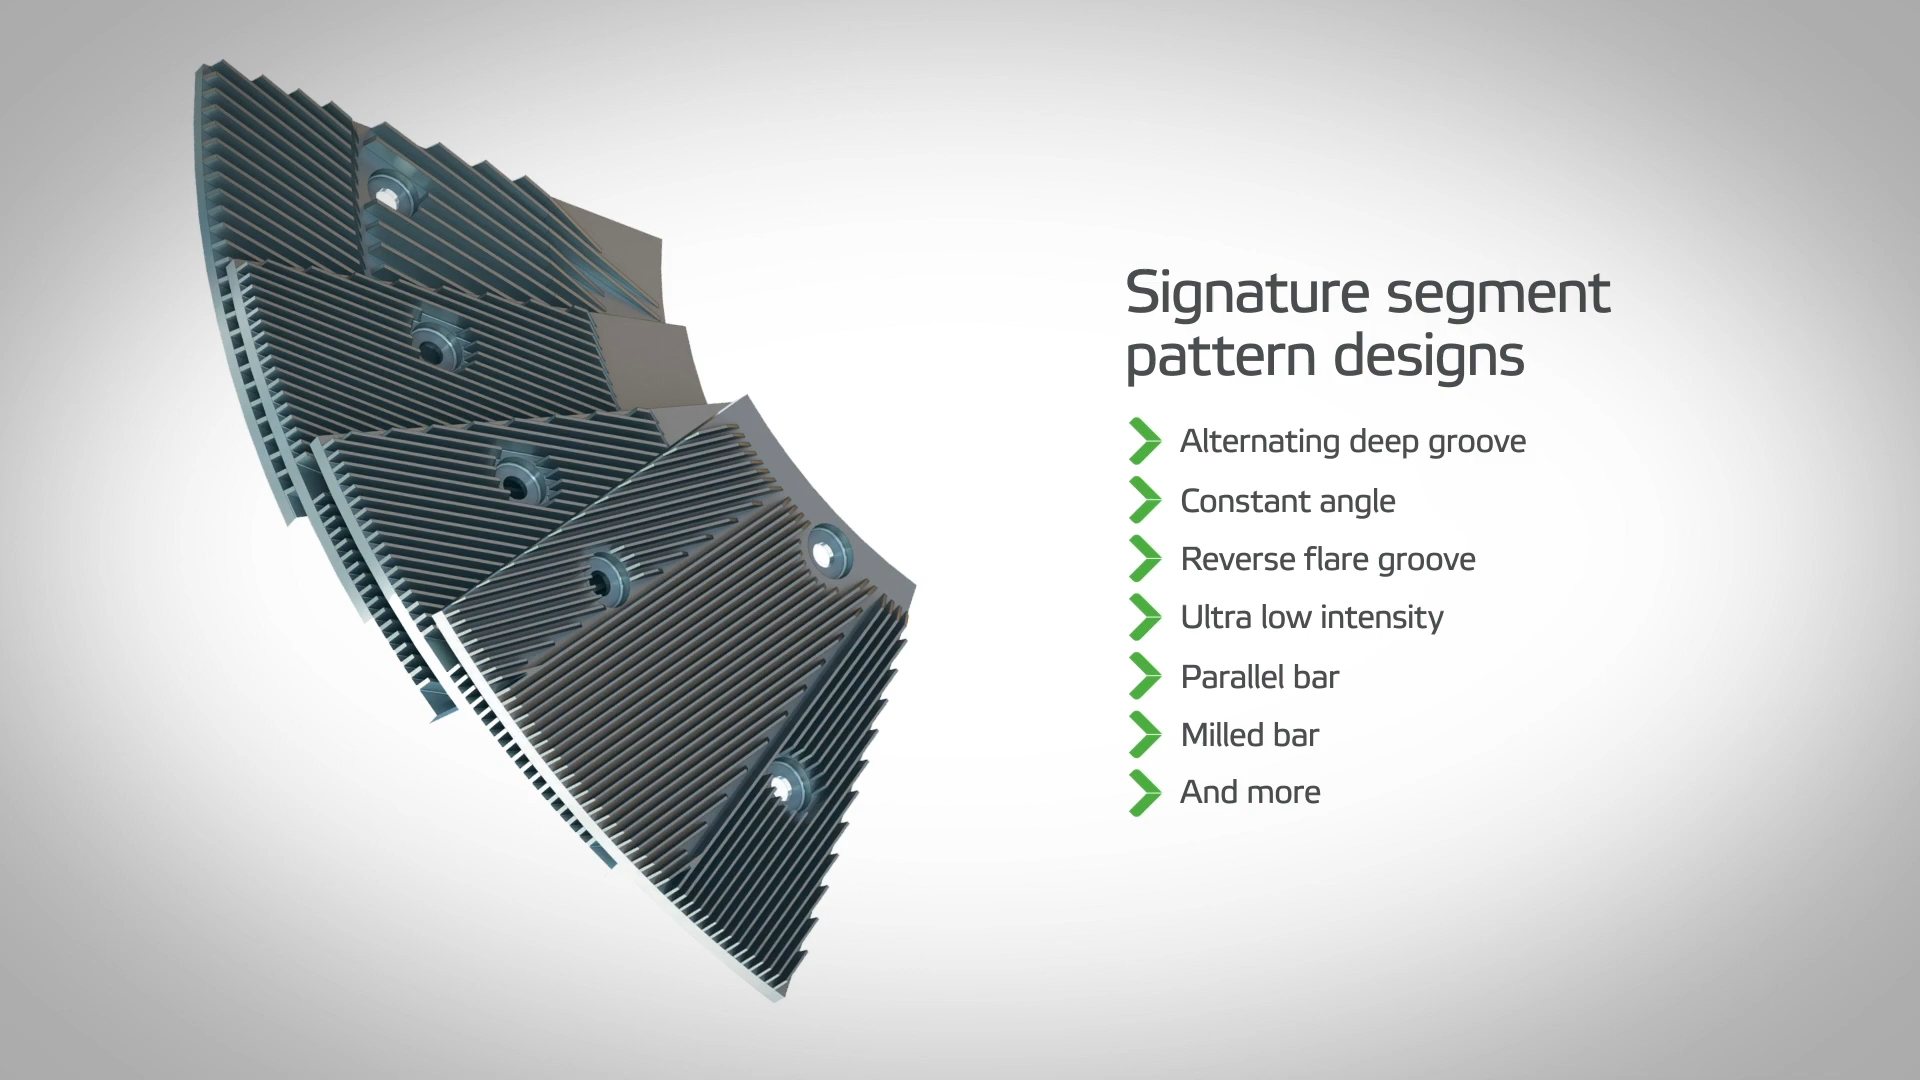 Signature segment
pattern designs
Alternating deep groove
Constant angle
Reverse flare groove
Ultra low intensity
Parallel bar
Milled bar
And more